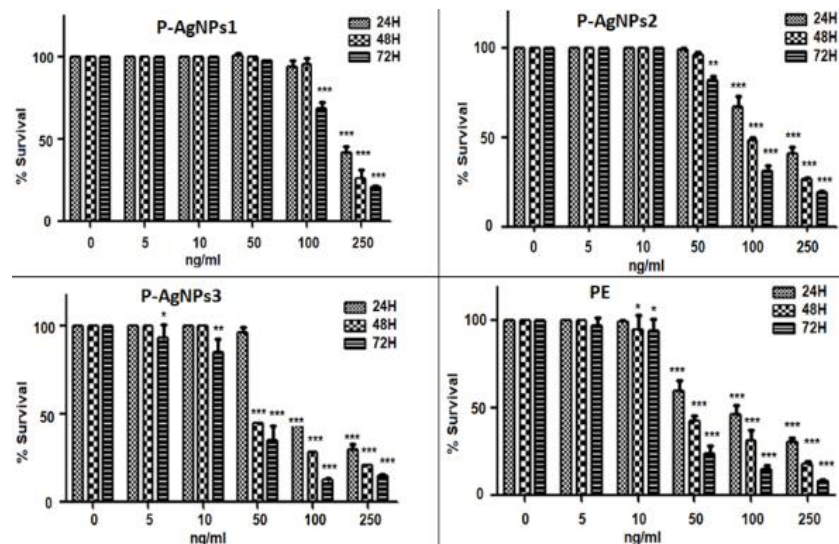 P-AgNPs1
24H
48H
72H
% Survival
100
50
0
***
***
***
***
0 5 10 50 100 250
ng/ml
P-AgNPs2
24H
48H
72H
% Survival
100
50
0
**
***
***
***
***
***
***
0 5 10 50 100 250
ng/ml
P-AgNPs3
24H
48H
72H
% Survival
100
50
0
*
**
*** ***
***
***
***
***
***
***
0 5 10 50 100 250
ng/ml
PE
24H
48H
72H
% Survival
100
50
0
* *
***
***
***
***
***
***
***
***
***
0 5 10 50 100 250
ng/ml